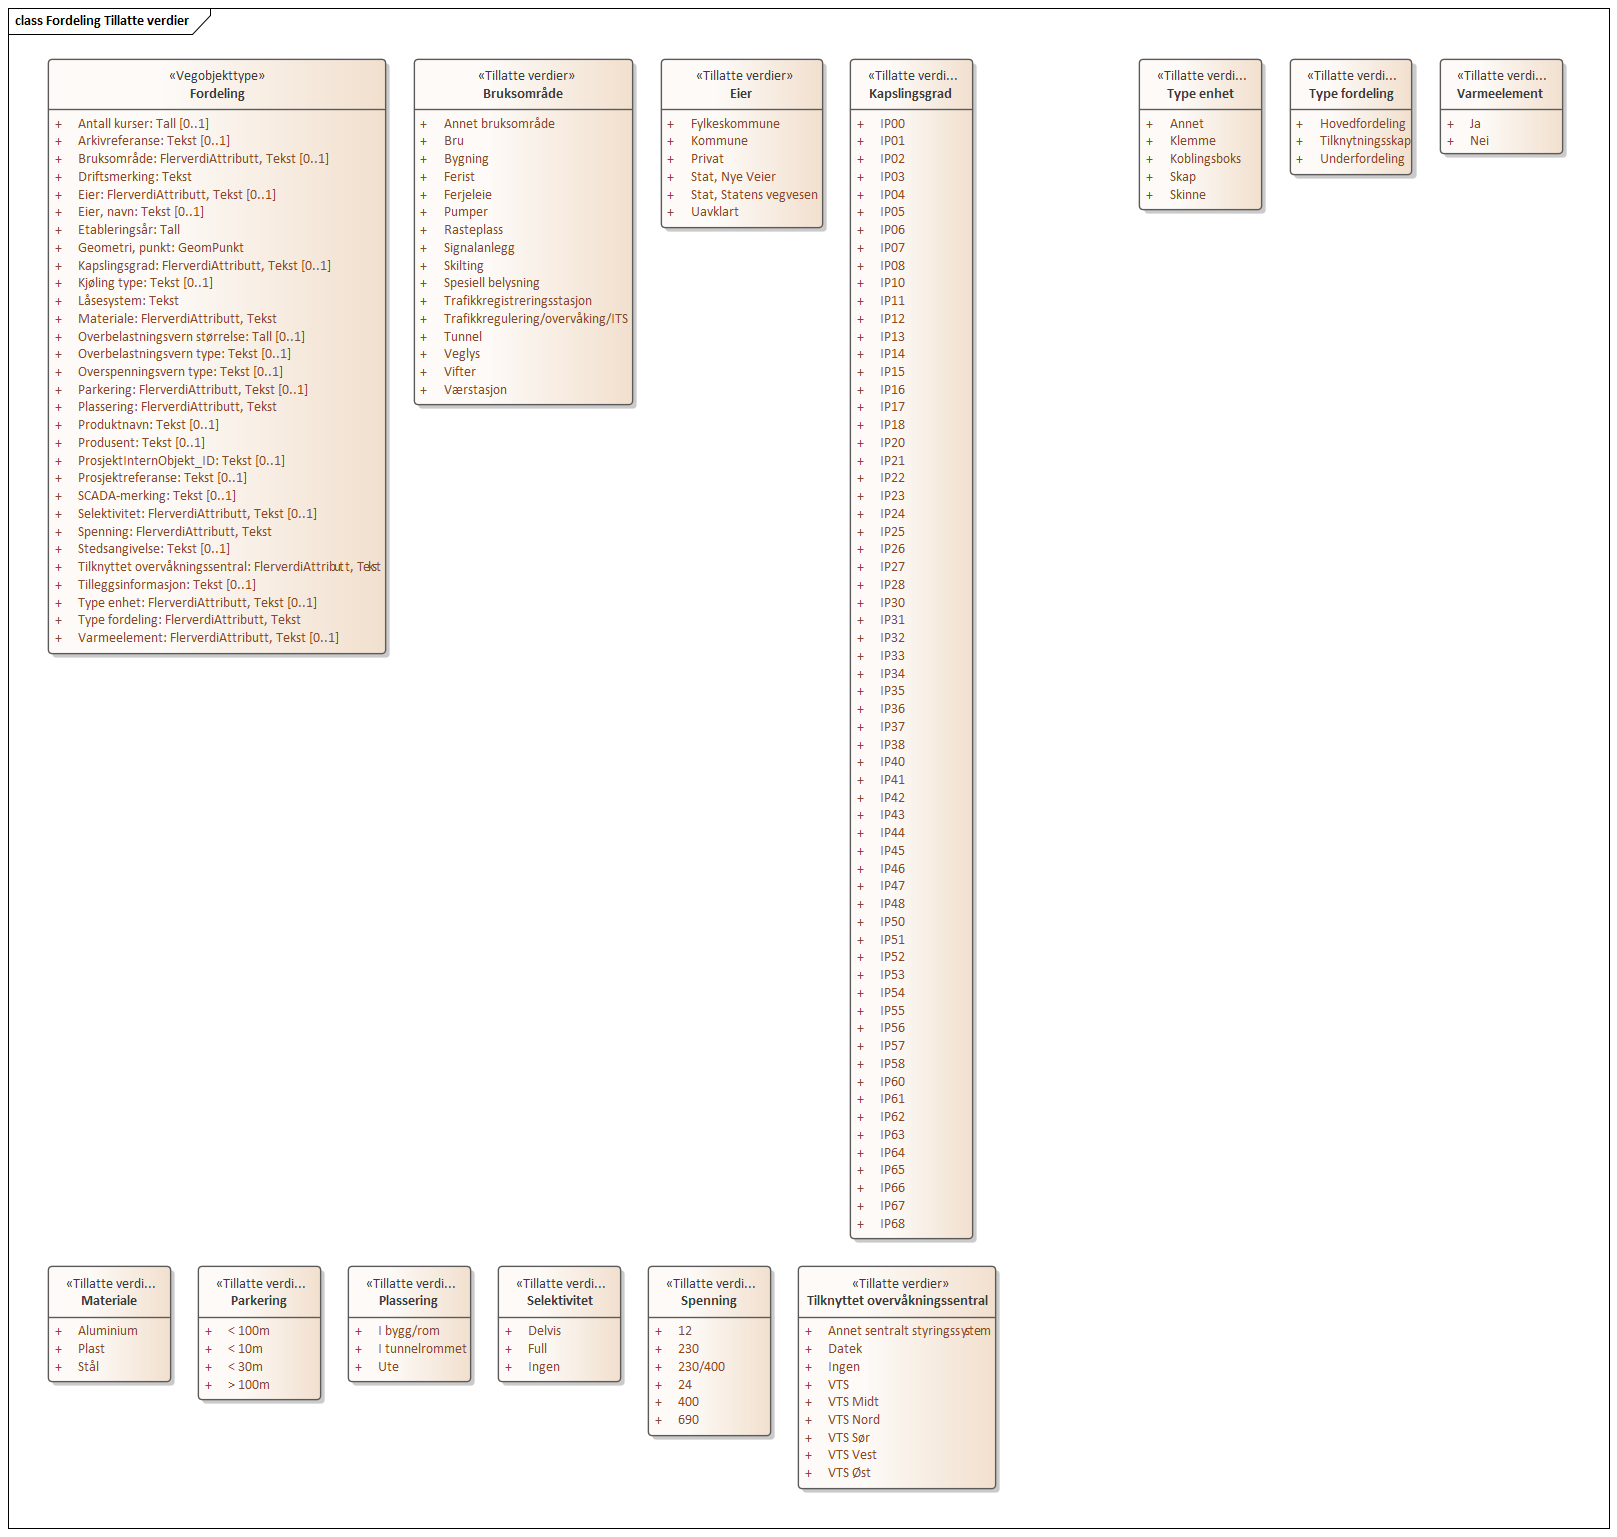 class Fordeling Tillatte verdier
«Vegobjekttype»
Fordeling
+ Antall kurser: Tall [0..1]
+ Arkivreferanse: Tekst [0..1]
+ Bruksområde: FlerverdiAttributt, Tekst [0..1]
+ Driftsmerking: Tekst
+ Eier: FlerverdiAttributt, Tekst [0..1]
+ Eier, navn: Tekst [0..1]
+ Etableringsår: Tall
+ Geometri, punkt: GeomPunkt
+ Kapslingsgrad: FlerverdiAttributt, Tekst [0..1]
+ Kjøling type: Tekst [0..1]
+ Låsesystem: Tekst
+ Materiale: FlerverdiAttributt, Tekst
+ Overbelastningsvern størrelse: Tall [0..1]
+ Overbelastningsvern type: Tekst [0..1]
+ Overspenningsvern type: Tekst [0..1]
+ Parkering: FlerverdiAttributt, Tekst [0..1]
+ Plassering: FlerverdiAttributt, Tekst
+ Produktnavn: Tekst [0..1]
+ Produsent: Tekst [0..1]
+ ProsjektInternObjekt_ID: Tekst [0..1]
+ Prosjektreferanse: Tekst [0..1]
+ SCADA-merking: Tekst [0..1]
+ Selektivitet: FlerverdiAttributt, Tekst [0..1]
+ Spenning: FlerverdiAttributt, Tekst
+ Stedsangivelse: Tekst [0..1]
+ Tilknyttet overvåkningssentral: FlerverdiAttributt, Tekst
+ Tilleggsinformasjon: Tekst [0..1]
+ Type enhet: FlerverdiAttributt, Tekst [0..1]
+ Type fordeling: FlerverdiAttributt, Tekst
+ Varmeelement: FlerverdiAttributt, Tekst [0..1]
«Tillatte verdier»
Bruksområde
+ Annet bruksområde
+ Bru
+ Bygning
+ Ferist
+ Ferjeleie
+ Pumper
+ Rasteplass
+ Signalanlegg
+ Skilting
+ Spesiell belysning
+ Trafikkregistreringsstasjon
+ Trafikkregulering/overvåking/ITS
+ Tunnel
+ Veglys
+ Vifter
+ Værstasjon
«Tillatte verdier»
Eier
+ Fylkeskommune
+ Kommune
+ Privat
+ Stat, Nye Veier
+ Stat, Statens vegvesen
+ Uavklart
«Tillatte verdi...
Kapslingsgrad
+ IP00
+ IP01
+ IP02
+ IP03
+ IP04
+ IP05
+ IP06
+ IP07
+ IP08
+ IP10
+ IP11
+ IP12
+ IP13
+ IP14
+ IP15
+ IP16
+ IP17
+ IP18
+ IP20
+ IP21
+ IP22
+ IP23
+ IP24
+ IP25
+ IP26
+ IP27
+ IP28
+ IP30
+ IP31
+ IP32
+ IP33
+ IP34
+ IP35
+ IP36
+ IP37
+ IP38
+ IP40
+ IP41
+ IP42
+ IP43
+ IP44
+ IP45
+ IP46
+ IP47
+ IP48
+ IP50
+ IP51
+ IP52
+ IP53
+ IP54
+ IP55
+ IP56
+ IP57
+ IP58
+ IP60
+ IP61
+ IP62
+ IP63
+ IP64
+ IP65
+ IP66
+ IP67
+ IP68
«Tillatte verdi...
Type enhet
+ Annet
+ Klemme
+ Koblingsboks
+ Skap
+ Skinne
«Tillatte verdi...
Type fordeling
+ Hovedfordeling
+ Tilknytningsskap
+ Underfordeling
«Tillatte verdi...
Varmeelement
+ Ja
+ Nei
«Tillatte verdi...
Materiale
+ Aluminium
+ Plast
+ Stål
«Tillatte verdi...
Parkering
+ < 100m
+ < 10m
+ < 30m
+ > 100m
«Tillatte verdi...
Plassering
+ I bygg/rom
+ I tunnelrommet
+ Ute
«Tillatte verdi...
Selektivitet
+ Delvis
+ Full
+ Ingen
«Tillatte verdi...
Spenning
+ 12
+ 230
+ 230/400
+ 24
+ 400
+ 690
«Tillatte verdier»
Tilknyttet overvåkningssentral
+ Annet sentralt styringssystem
+ Datek
+ Ingen
+ VTS
+ VTS Midt
+ VTS Nord
+ VTS Sør
+ VTS Vest
+ VTS Øst